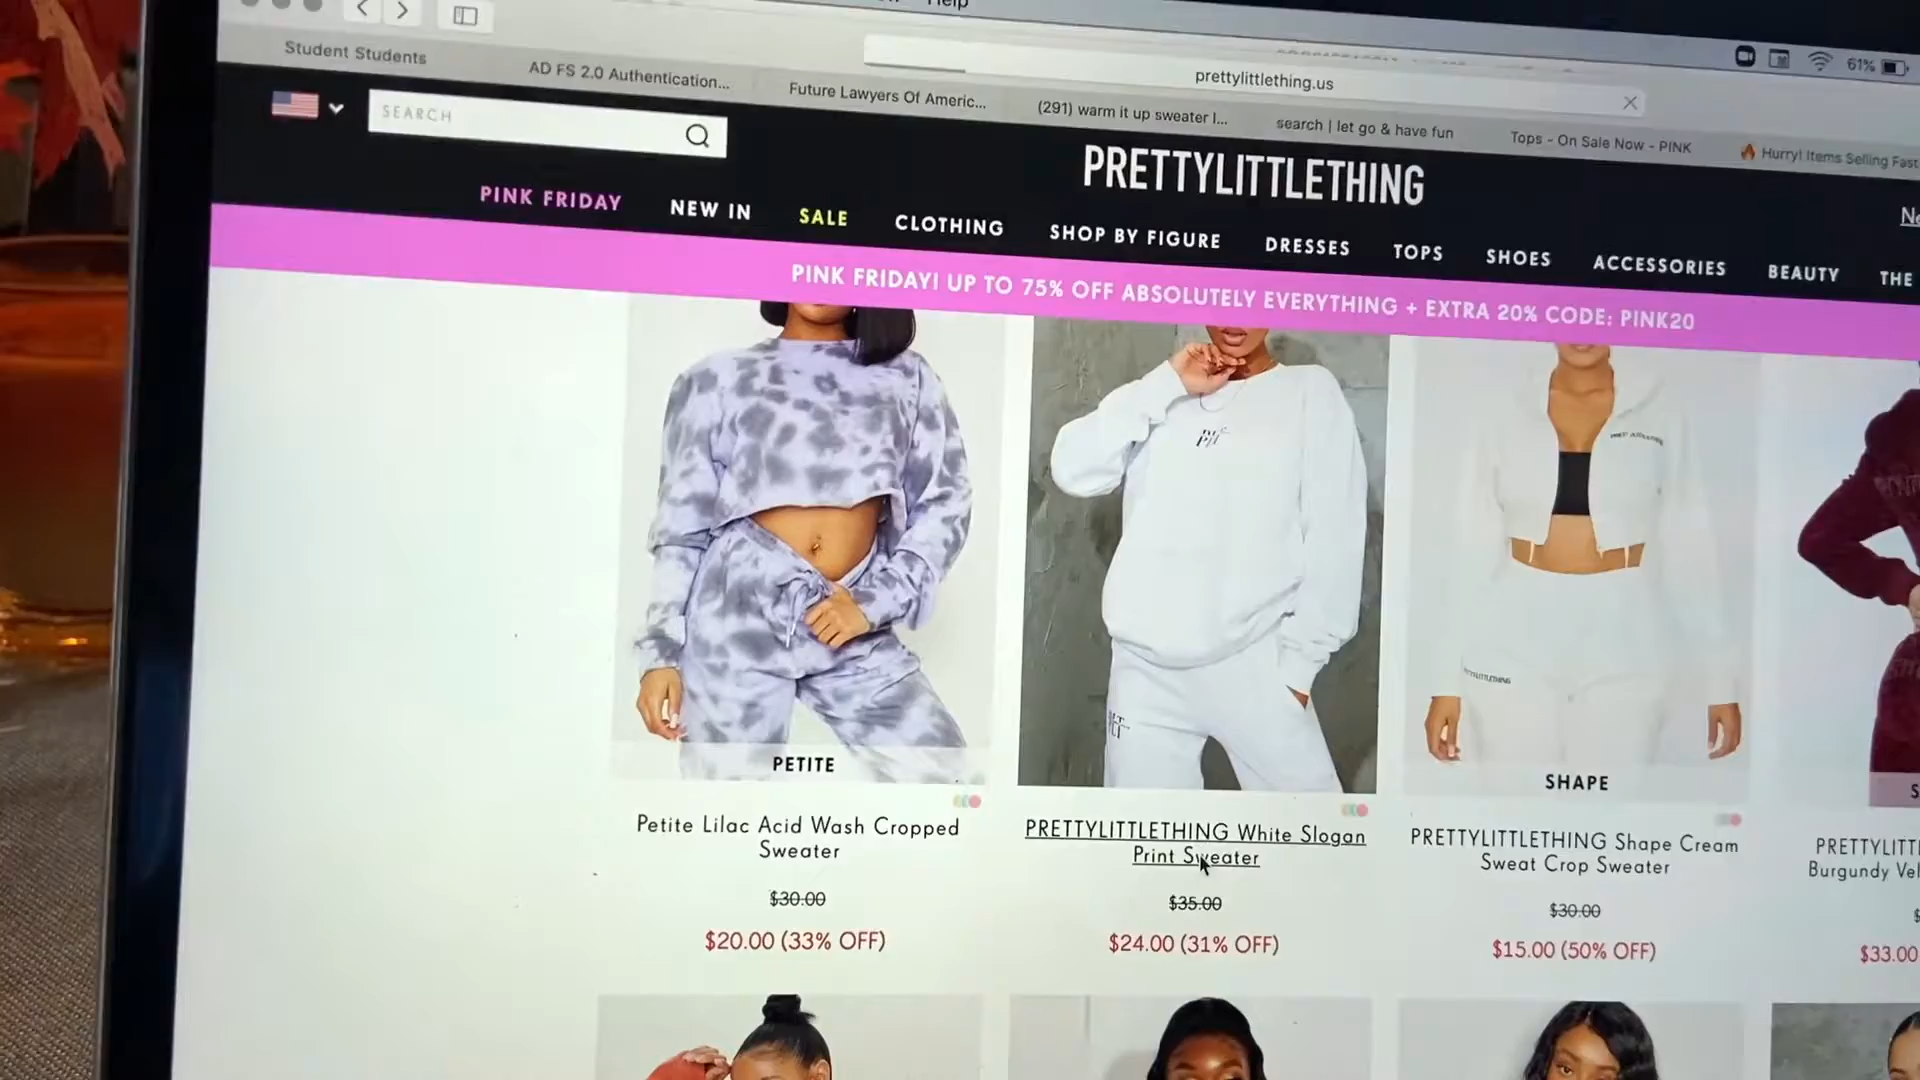 Help
61%
prettylittlething.us
Student Students
AD FS 2.0 Authentication...
Future Lawyers Of Americ...
(291) warm it up sweater l...
search | let go & have fun
Tops - On Sale Now - PINK
Hurry! Items Selling Fast
SEARCH
PRETTYLITTLETHING
PINK FRIDAY
NEW IN
SALE
CLOTHING
SHOP BY FIGURE
DRESSES
TOPS
SHOES
ACCESSORIES
BEAUTY
THE
PINK FRIDAY! UP TO 75% OFF ABSOLUTELY EVERYTHING + EXTRA 20% CODE: PINK20
PETITE
SHAPE
Petite Lilac Acid Wash Cropped
Sweater
$30.00
$20.00 (33% OFF)
PRETTYLITTLETHING White Slogan
Print Sweater
$35.00
$24.00 (31% OFF)
PRETTYLITTLETHING Shape Cream
Sweat Crop Sweater
$30.00
$15.00 (50% OFF)
PRETTYLITT
Burgundy Vel
$33.00